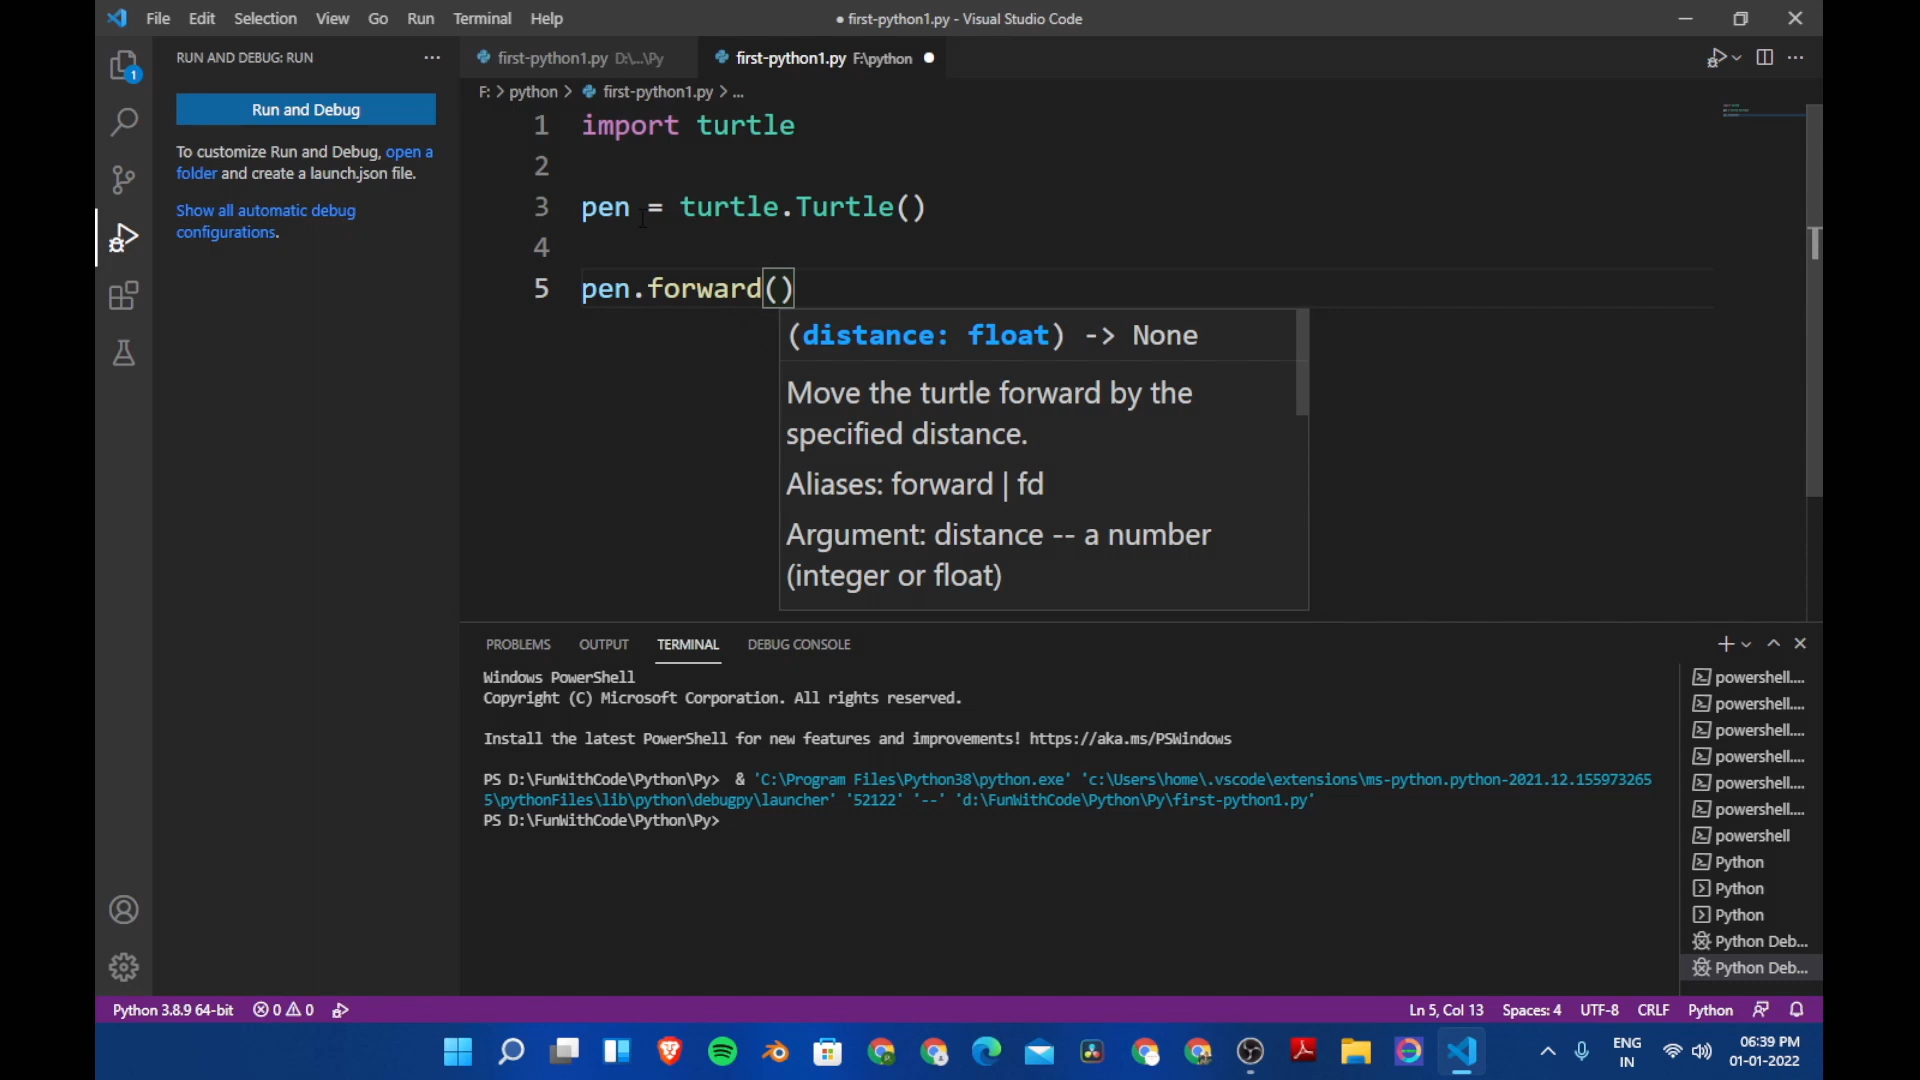 File Edit Selection View Go Run Terminal Help
● first-python1.py - Visual Studio Code
RUN AND DEBUG: RUN
Run and Debug
To customize Run and Debug, open a
folder and create a launch.json file.
Show all automatic debug
configurations.
1
first-python1.py D:\...\Py
first-python1.py F:\python
F: > python > first-python1.py > ...
1 import turtle
2
3 pen = turtle.Turtle()
4
5 pen.forward()
(distance: float) -> None
Move the turtle forward by the
specified distance.
Aliases: forward | fd
Argument: distance -- a number
(integer or float)
PROBLEMS OUTPUT TERMINAL DEBUG CONSOLE
Windows PowerShell
Copyright (C) Microsoft Corporation. All rights reserved.
Install the latest PowerShell for new features and improvements! https://aka.ms/PSWindows
PS D:\FunWithCode\Python\Py>  & 'C:\Program Files\Python38\python.exe' 'c:\Users\home\.vscode\extensions\ms-python.python-2021.12.155973265
5\pythonFiles\lib\python\debugpy\launcher' '52122' '--' 'd:\FunWithCode\Python\Py\first-python1.py'
PS D:\FunWithCode\Python\Py>
powershell....
powershell....
powershell....
powershell....
powershell....
powershell....
powershell
Python
Python
Python
Python Deb...
Python Deb...
Python 3.8.9 64-bit 0 0
Ln 5, Col 13 Spaces: 4 UTF-8 CRLF Python
ENG
IN
06:39 PM
01-01-2022